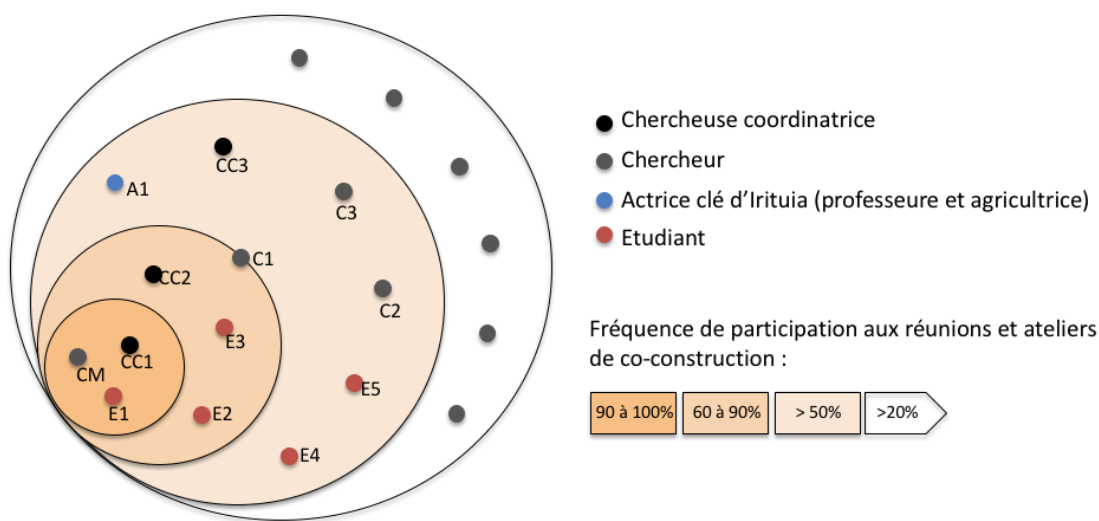 CC3
A1
C3
C1
CC2
C2
E3
CC1
CM
E5
E1
E2
E4
Chercheuse coordinatrice
Chercheur
Actrice clé d'Irituia (professeure et agricultrice)
Etudiant
Fréquence de participation aux réunions et ateliers
de co-construction :
90 à 100%
60 à 90%
> 50%
>20%